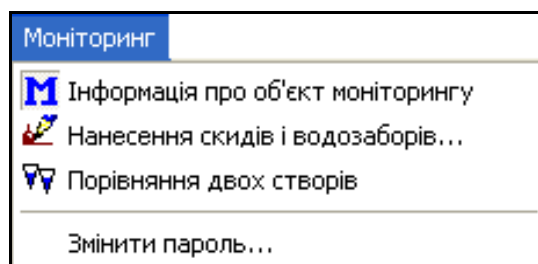 Моніторинг
Інформація про об'єкт моніторингу
Нанесення скидів і водозаборів...
Порівняння двох створів
Змінити пароль...